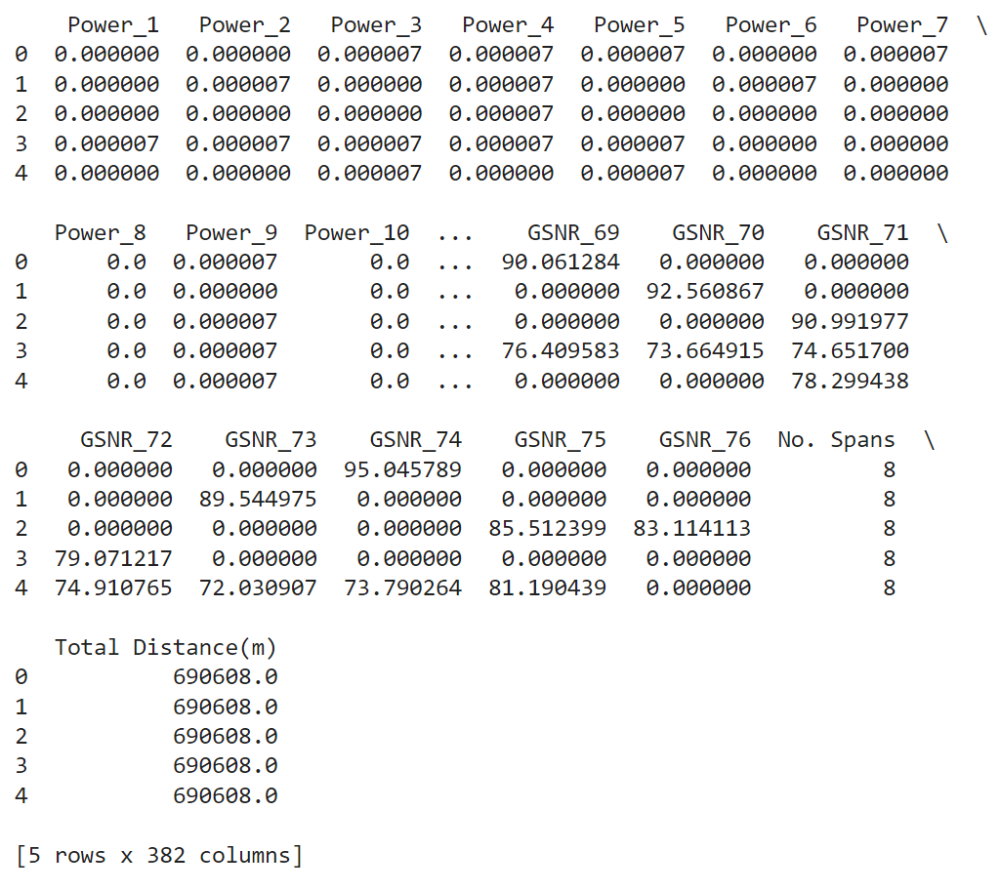 Power_1   Power_2   Power_3   Power_4   Power_5   Power_6   Power_7  \
0  0.000000  0.000000  0.000007  0.000007  0.000007  0.000000  0.000007
1  0.000000  0.000007  0.000000  0.000007  0.000000  0.000007  0.000000
2  0.000000  0.000000  0.000000  0.000007  0.000000  0.000000  0.000000
3  0.000007  0.000007  0.000007  0.000007  0.000007  0.000000  0.000000
4  0.000000  0.000000  0.000007  0.000000  0.000007  0.000000  0.000000
   Power_8   Power_9  Power_10  ...    GSNR_69    GSNR_70    GSNR_71  \
0      0.0  0.000007       0.0  ...  90.061284   0.000000   0.000000
1      0.0  0.000000       0.0  ...   0.000000  92.560867   0.000000
2      0.0  0.000007       0.0  ...   0.000000   0.000000  90.991977
3      0.0  0.000007       0.0  ...  76.409583  73.664915  74.651700
4      0.0  0.000007       0.0  ...   0.000000   0.000000  78.299438
     GSNR_72    GSNR_73    GSNR_74    GSNR_75    GSNR_76  No. Spans  \
0   0.000000   0.000000  95.045789   0.000000   0.000000          8
1   0.000000  89.544975   0.000000   0.000000   0.000000          8
2   0.000000   0.000000   0.000000  85.512399  83.114113          8
3  79.071217   0.000000   0.000000   0.000000   0.000000          8
4  74.910765  72.030907  73.790264  81.190439   0.000000          8
   Total Distance(m)
0           690608.0
1           690608.0
2           690608.0
3           690608.0
4           690608.0
[5 rows x 382 columns]